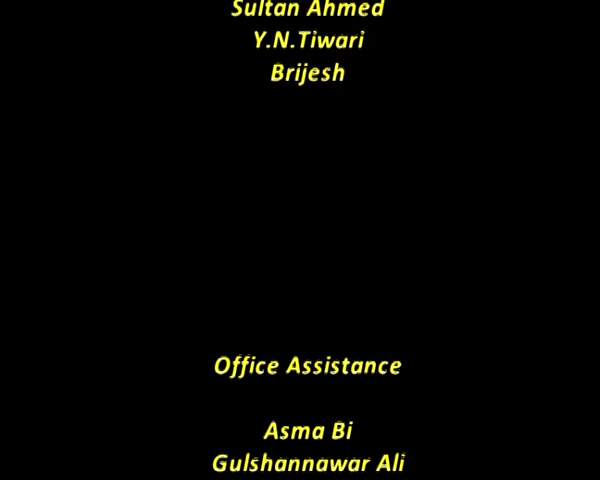 Sultan Ahmed
Y.N.Tiwari
Brijesh
Office Assistance
Asma Bi
Gulshannawar Ali